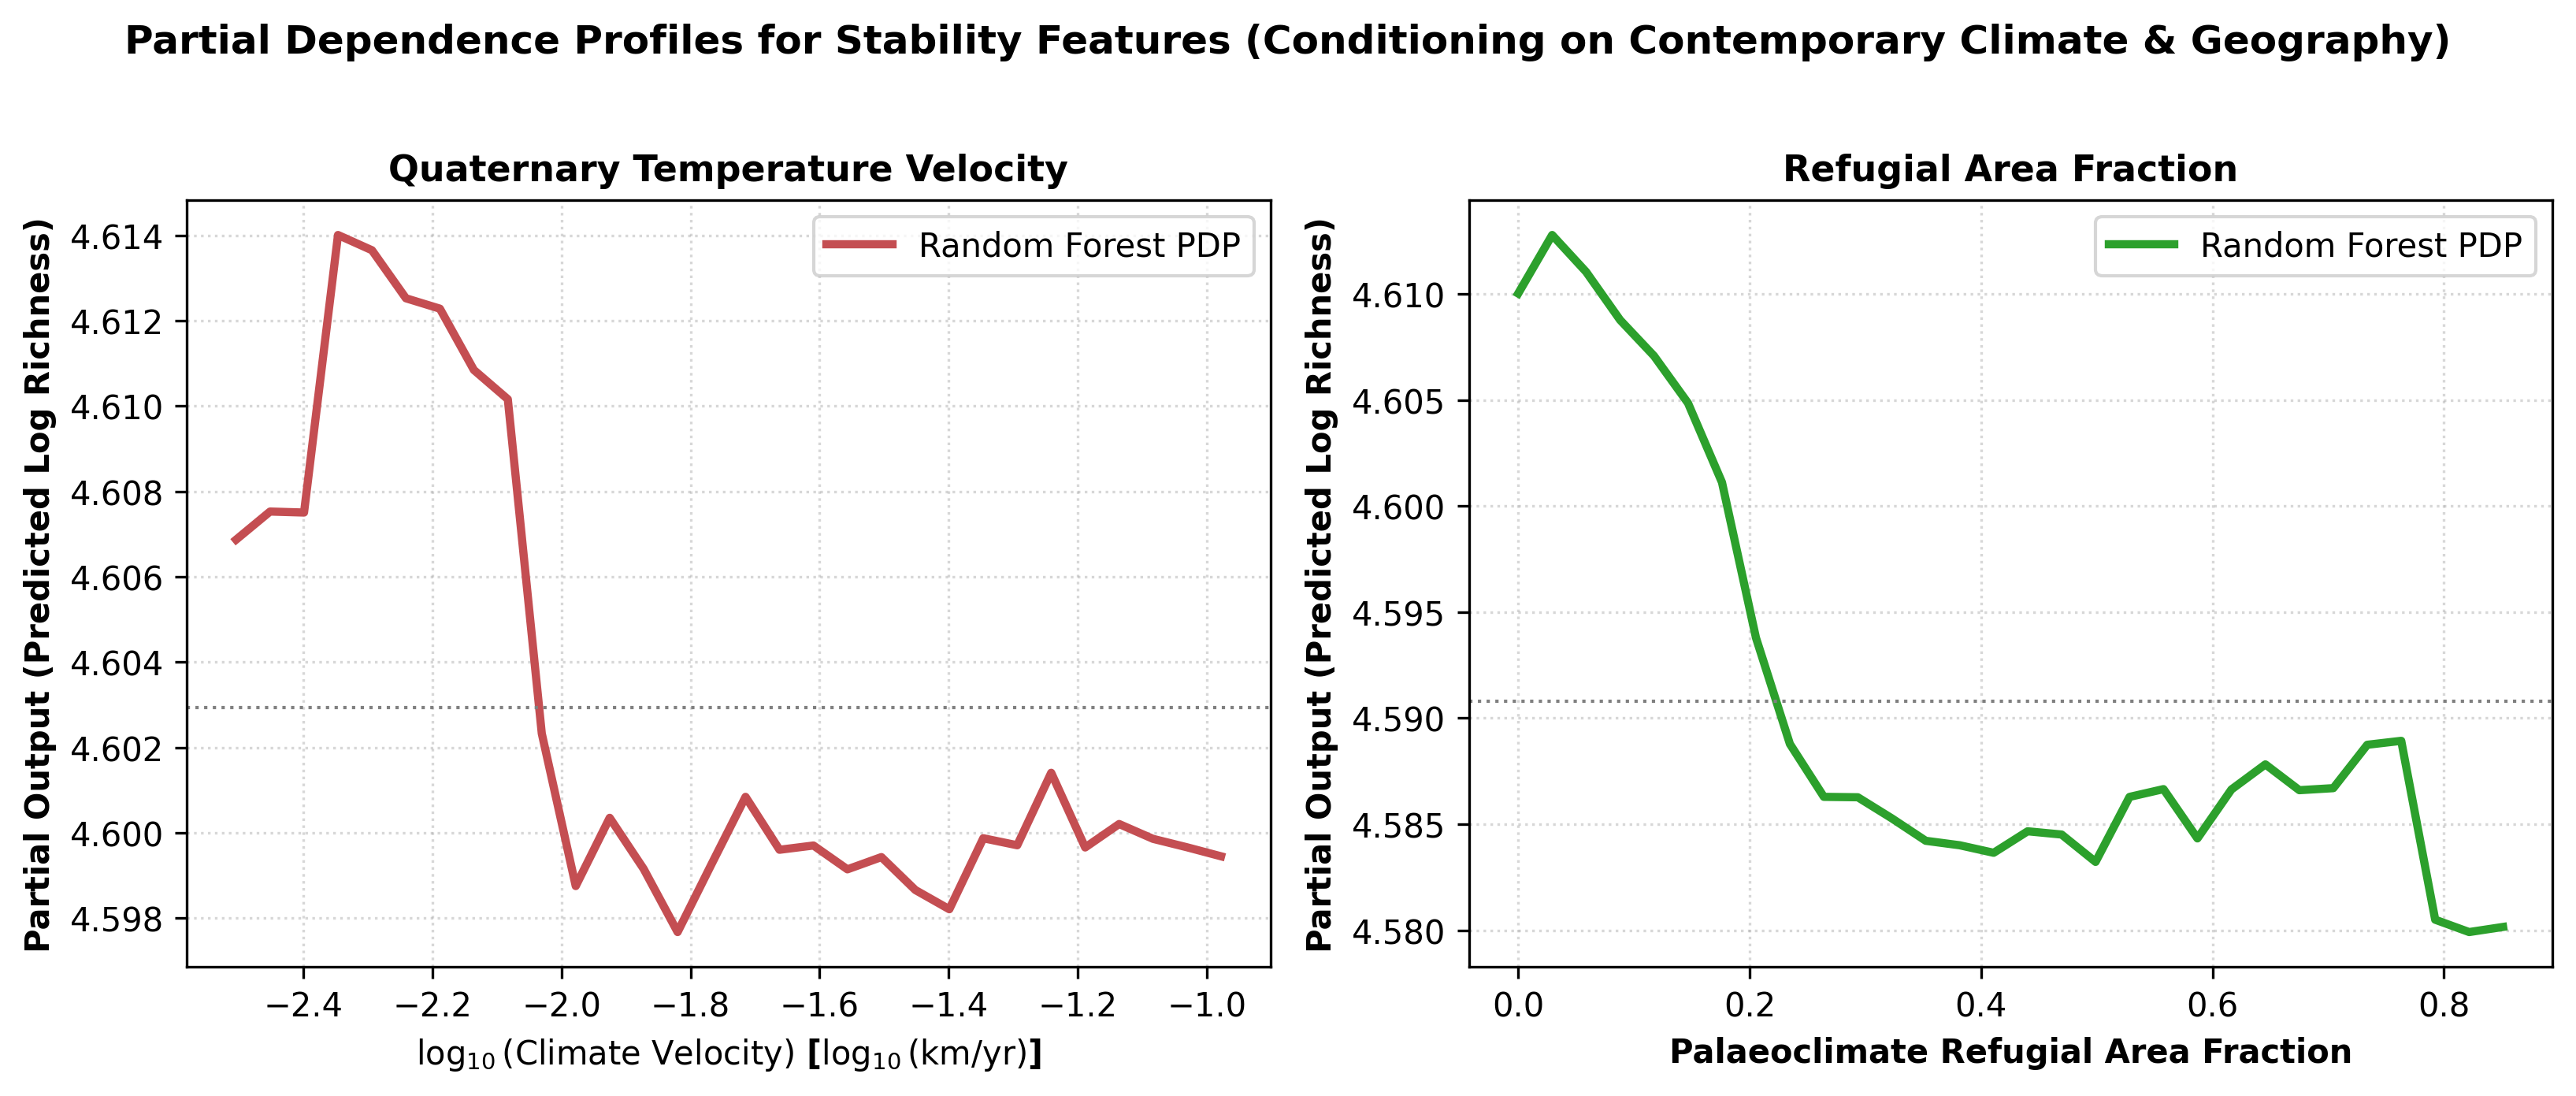 Partial Dependence Profiles for Stability Features (Conditioning on Contemporary Climate & Geography)
Quaternary Temperature Velocity
Partial Output (Predicted Log Richness)
4.614
4.612
4.610
4.608
4.606
4.604
4.602
4.600
4.598
Random Forest PDP
−2.4 −2.2 −2.0 −1.8 −1.6 −1.4 −1.2 −1.0
log₁₀(Climate Velocity) [log₁₀(km/yr)]
Refugial Area Fraction
Partial Output (Predicted Log Richness)
4.610
4.605
4.600
4.595
4.590
4.585
4.580
Random Forest PDP
0.0 0.2 0.4 0.6 0.8
Palaeoclimate Refugial Area Fraction